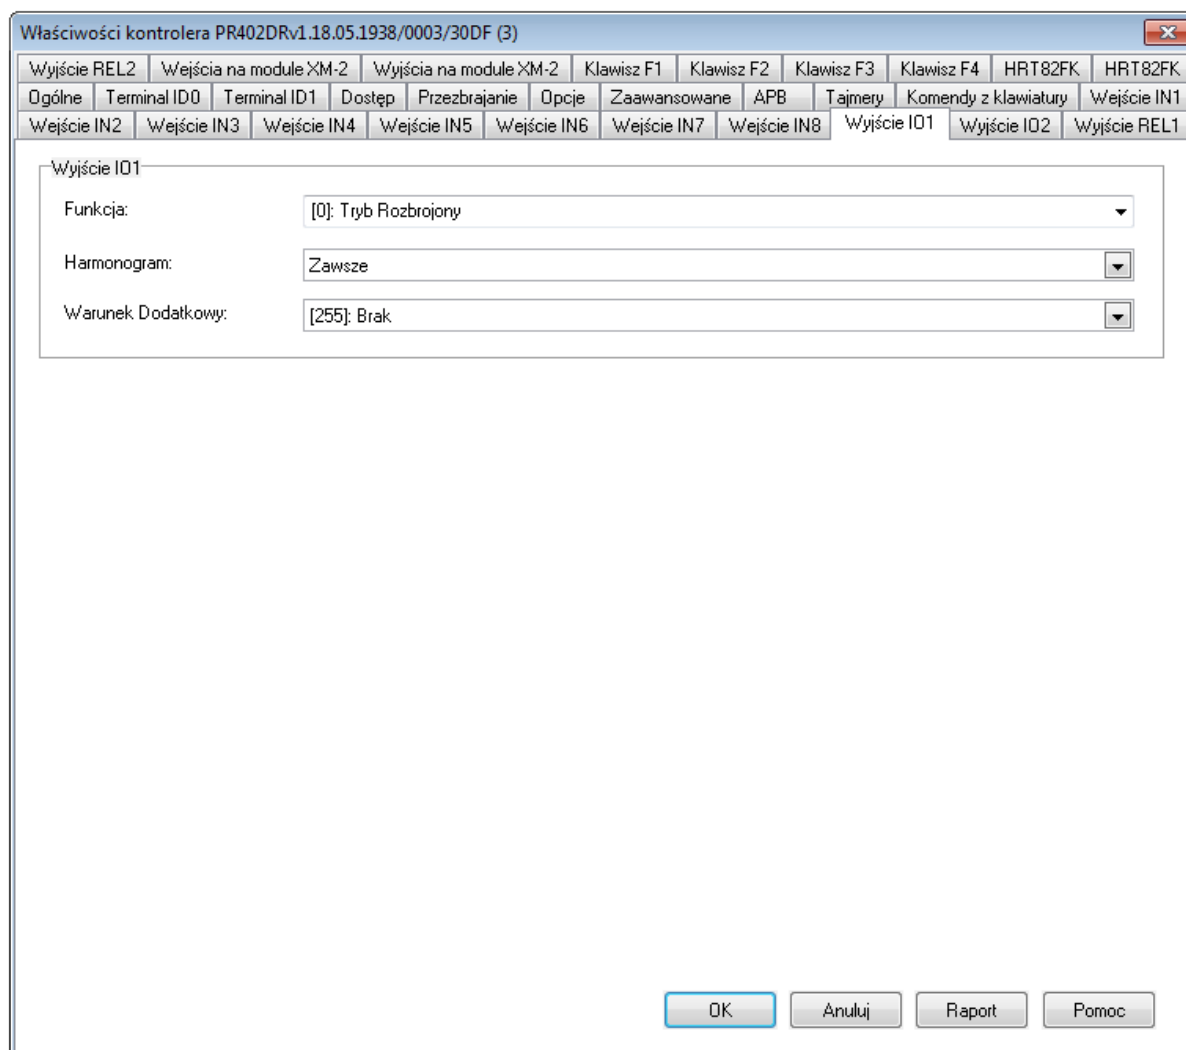 Właściwości kontrolera PR402DRv1.18.05.1938/0003/30DF (3)
Wyjście REL2 Wejścia na module XM-2 Wyjścia na module XM-2 Klawisz F1 Klawisz F2 Klawisz F3 Klawisz F4 HRT82FK HRT82FK
Ogólne Terminal ID0 Terminal ID1 Dostęp Przezbrajanie Opcje Zaawansowane APB Tajmery Komendy z klawiatury Wejście IN1
Wejście IN2 Wejście IN3 Wejście IN4 Wejście IN5 Wejście IN6 Wejście IN7 Wejście IN8 Wyjście IO1 Wyjście IO2 Wyjście REL1
Wyjście IO1
Funkcja: [0]: Tryb Rozbrojony
Harmonogram: Zawsze
Warunek Dodatkowy: [255]: Brak
OK Anuluj Raport Pomoc